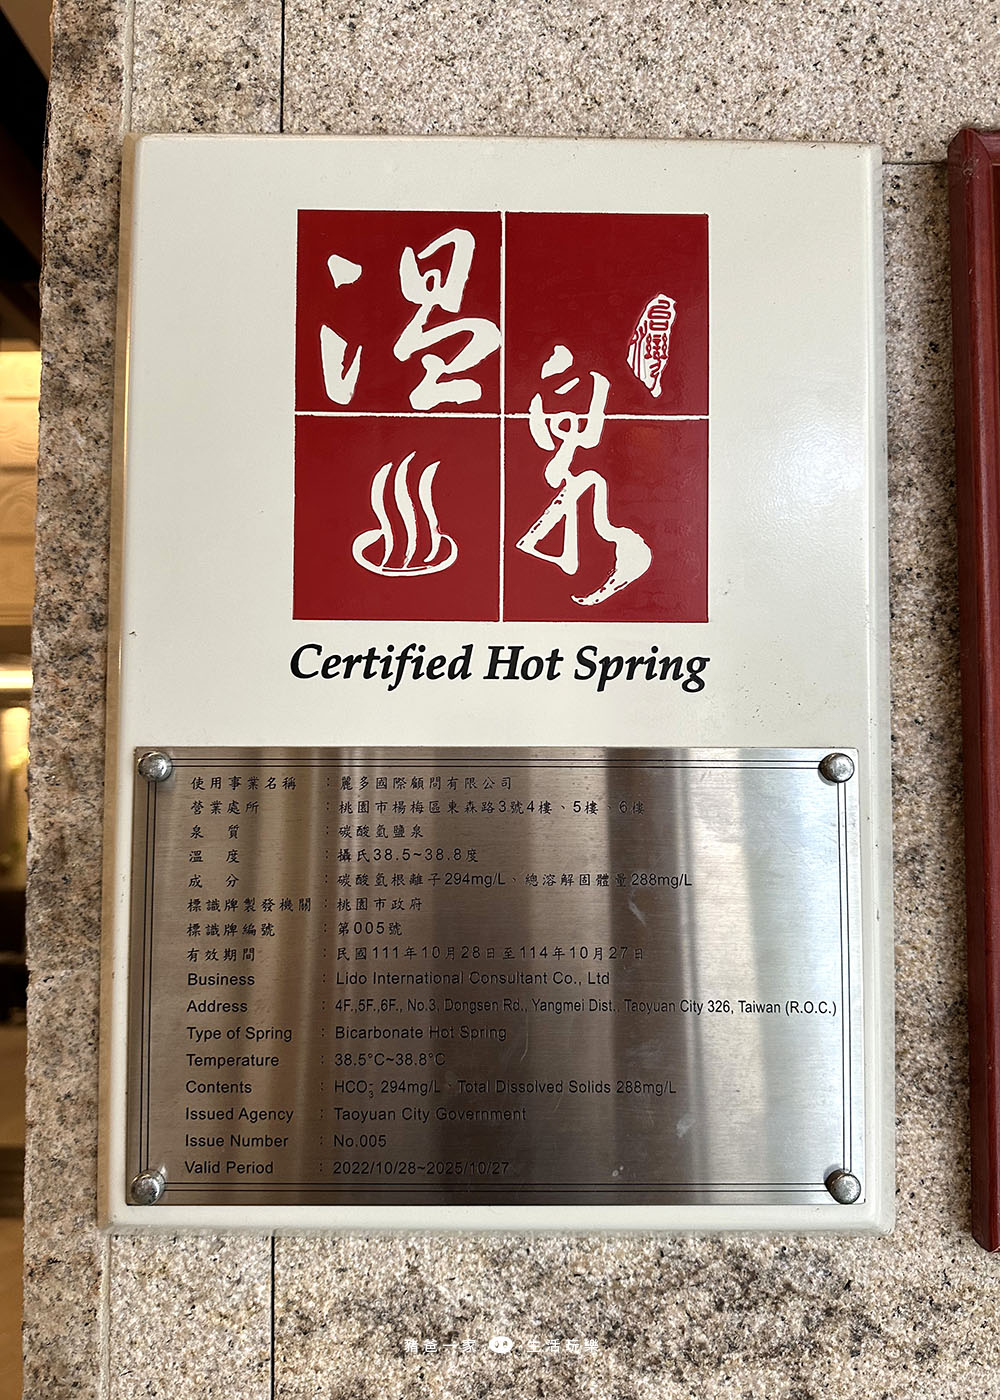 溫泉
台灣
Certified Hot Spring
使用事業名稱 : 麗多國際顧問有限公司
營業處所 : 桃園市楊梅區東森路3號4樓、5樓、6樓
泉 質 : 碳酸氫鹽泉
溫 度 : 攝氏38.5~38.8度
成 分 : 碳酸氫根離子294mg/L、總溶解固體量288mg/L
標識牌製發機關 : 桃園市政府
標識牌編號 : 第005號
有效期間 : 民國111年10月28日至114年10月27日
Business : Lido International Consultant Co., Ltd
Address : 4F.,5F.,6F., No.3, Dongsen Rd., Yangmei Dist., Taoyuan City 326, Taiwan (R.O.C.)
Type of Spring : Bicarbonate Hot Spring
Temperature : 38.5°C~38.8°C
Contents : HCO₃⁻ 294mg/L、Total Dissolved Solids 288mg/L
Issued Agency : Taoyuan City Government
Issue Number : No.005
Valid Period : 2022/10/28~2025/10/27
豬爸一家 生活玩樂